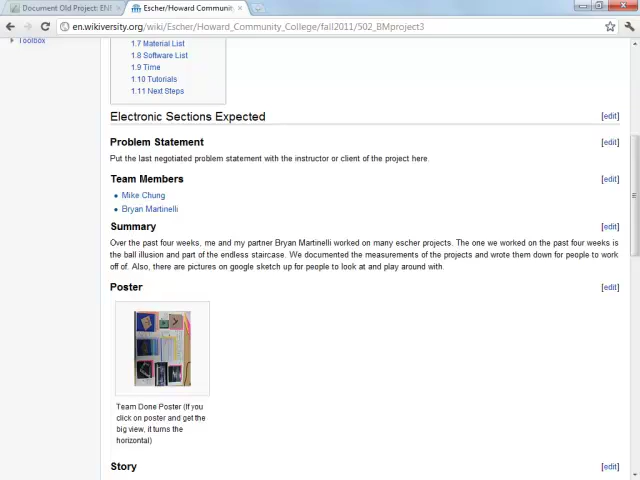 Document Old Project: EN
Escher/Howard Community
en.wikiversity.org/wiki/Escher/Howard_Community_College/fall2011/502_BMproject3
Toolbox
1.7 Material List
1.8 Software List
1.9 Time
1.10 Tutorials
1.11 Next Steps
Electronic Sections Expected [edit]
Problem Statement [edit]
Put the last negotiated problem statement with the instructor or client of the project here.
Team Members [edit]
Mike Chung
Bryan Martinelli
Summary [edit]
Over the past four weeks, me and my partner Bryan Martinelli worked on many escher projects. The one we worked on the past four weeks is
the ball illusion and part of the endless staircase. We documented the measurements of the projects and wrote them down for people to work
off of. Also, there are pictures on google sketch up for people to look at and play around with.
Poster [edit]
Team Done Poster (If you
click on poster and get the
big view, it turns the
horizontal)
Story [edit]